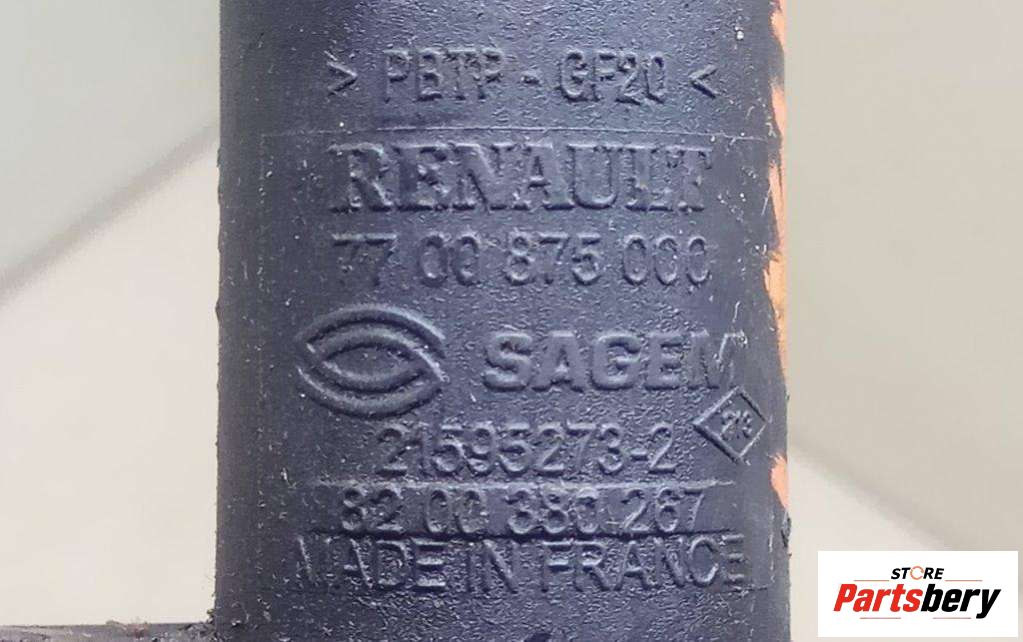 > PBTP - GF20 <
RENAULT
77 00 875 000
SAGEM
273
21595273-2
82 00 380 267
MADE IN FRANCE
STORE
Partsbery